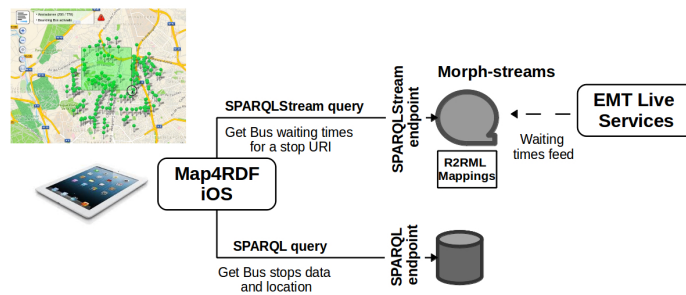 Morph-streams
SPARQLStream query
Get Bus waiting times
for a stop URI
SPARQLStream
endpoint
R2RML
Mappings
EMT Live
Services
Waiting
times feed
Map4RDF
iOS
SPARQL query
Get Bus stops data
and location
SPARQL
endpoint